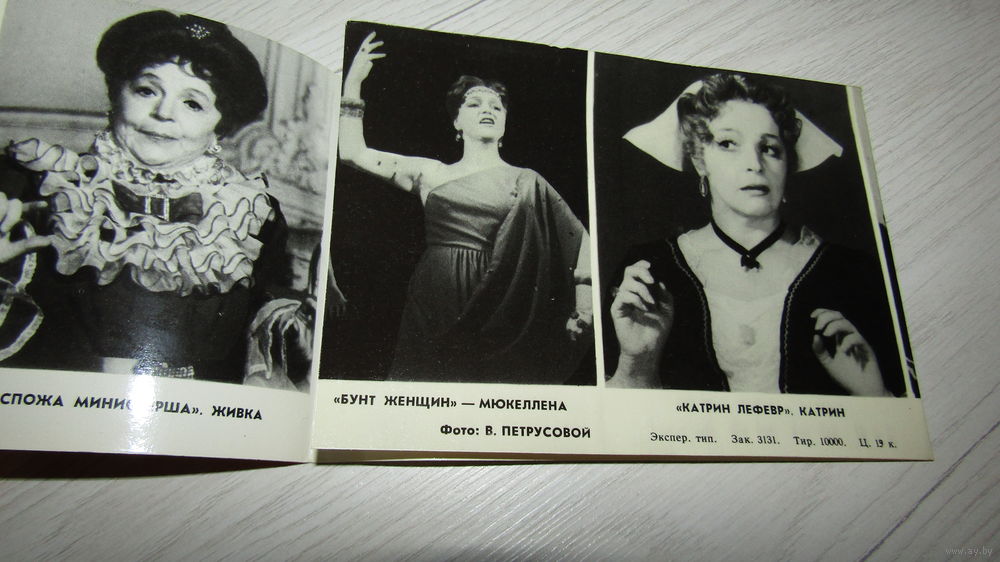 СПОЖА МИНИСТЕРША». ЖИВКА
«БУНТ ЖЕНЩИН» — МЮКЕЛЛЕНА
Фото: В. ПЕТРУСОВОЙ
«КАТРИН ЛЕФЕВР». КАТРИН
Экспер. тип. Зак. 3131. Тир. 10000. Ц. 19 к.
www.ay.by